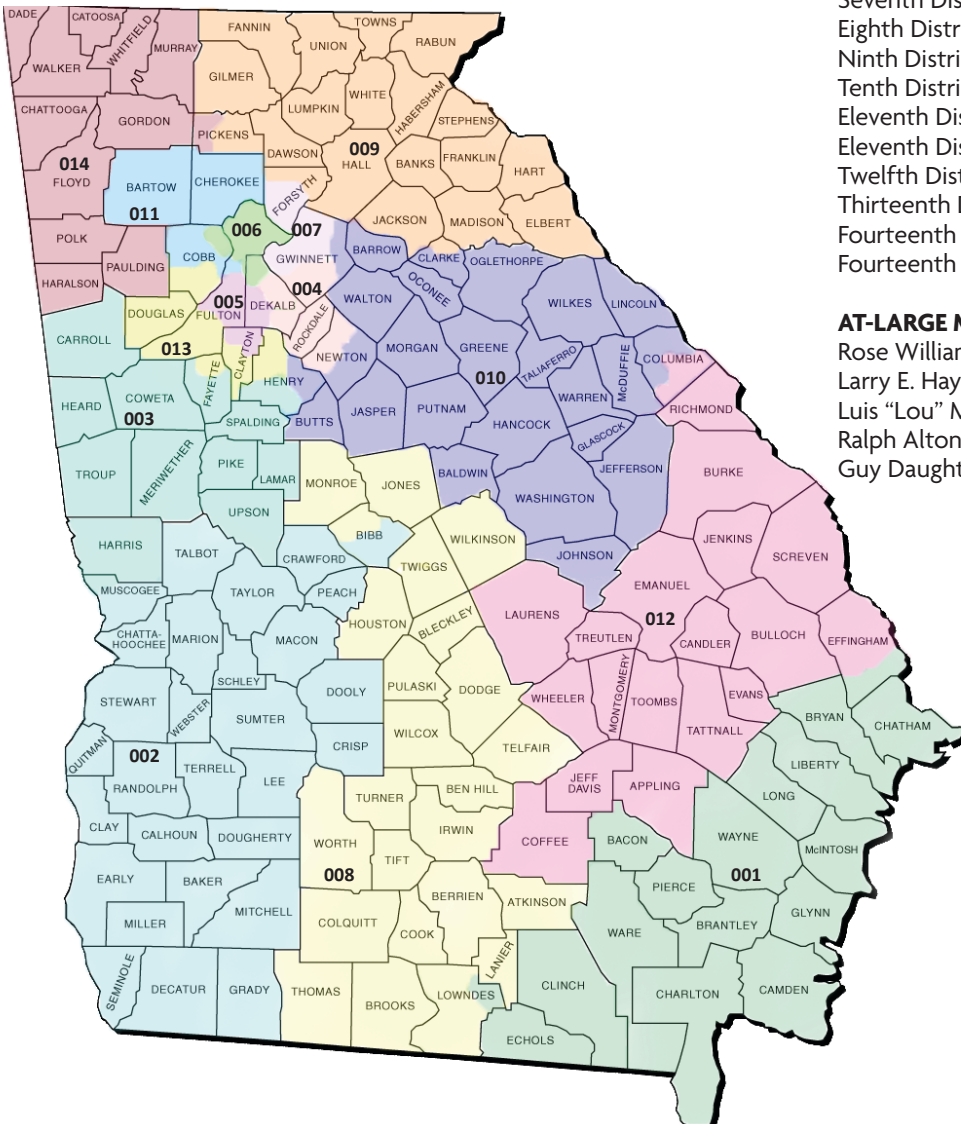 DADE
CATOOSA
WHITFIELD
MURRAY
WALKER
FANNIN
UNION
TOWNS
RABUN
GILMER
CHATTOOGA
GORDON
PICKENS
LUMPKIN
WHITE
HABERSHAM
STEPHENS
DAWSON
009
HALL
BANKS
FRANKLIN
HART
014
FLOYD
BARTOW
011
CHEROKEE
FORSYTH
JACKSON
MADISON
ELBERT
POLK
PAULDING
HARALSON
COBB
006
007
GWINNETT
BARROW
CLARKE
OGLETHORPE
OCONEE
004
005
FULTON
DEKALB
ROCKDALE
NEWTON
WALTON
WILKES
LINCOLN
CARROLL
DOUGLAS
013
CLAYTON
FAYETTE
HENRY
MORGAN
GREENE
TALIAFERRO
McDUFFIE
COLUMBIA
010
WARREN
RICHMOND
HEARD
COWETA
003
SPALDING
BUTTS
JASPER
PUTNAM
HANCOCK
GLASCOCK
JEFFERSON
BURKE
TROUP
MERIWETHER
PIKE
LAMAR
MONROE
JONES
BALDWIN
WASHINGTON
UPSON
HARRIS
TALBOT
CRAWFORD
BIBB
TWIGGS
WILKINSON
JOHNSON
JENKINS
SCREVEN
EMANUEL
MUSCOGEE
TAYLOR
PEACH
HOUSTON
BLECKLEY
LAURENS
012
TREUTLEN
CANDLER
BULLOCH
EFFINGHAM
CHATTA-
HOOCHEE
MARION
MACON
SCHLEY
DOOLY
PULASKI
DODGE
WHEELER
MONTGOMERY
TOOMBS
EVANS
TATTNALL
BRYAN
CHATHAM
STEWART
WEBSTER
SUMTER
CRISP
WILCOX
TELFAIR
LIBERTY
QUITMAN
002
RANDOLPH
TERRELL
LEE
TURNER
BEN HILL
JEFF
DAVIS
APPLING
LONG
CLAY
CALHOUN
DOUGHERTY
WORTH
008
TIFT
IRWIN
COFFEE
BACON
WAYNE
001
McINTOSH
EARLY
BAKER
MILLER
MITCHELL
COLQUITT
COOK
BERRIEN
ATKINSON
PIERCE
WARE
BRANTLEY
GLYNN
SEMINOLE
DECATUR
GRADY
THOMAS
BROOKS
LOWNDES
LANIER
CLINCH
ECHOLS
CHARLTON
CAMDEN
Seventh Dis
Eighth Distr
Ninth Distri
Tenth Distri
Eleventh Dis
Eleventh Dis
Twelfth Dist
Thirteenth
Fourteenth
Fourteenth
AT-LARGE
Rose Williar
Larry E. Hay
Luis “Lou”
Ralph Alton
Guy Daught